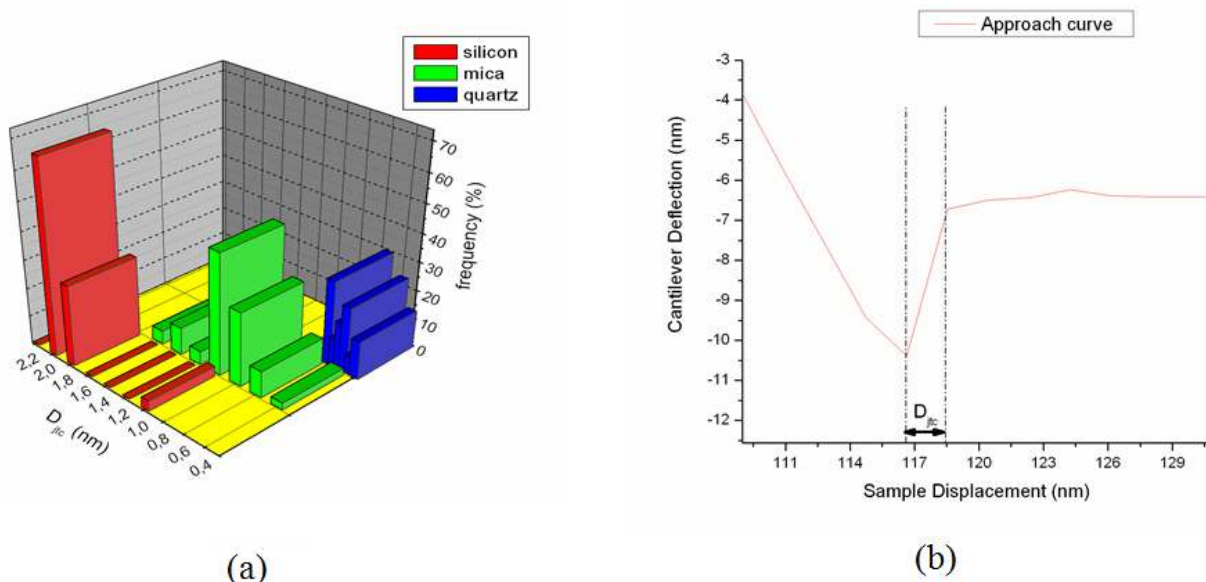 silicon
mica
quartz
70
60
50
40
30
20
10
0
frequency (%)
2,2
2,0
1,8
1,6
1,4
1,2
1,0
0,8
0,6
0,4
D_jtc (nm)
(a)
Approach curve
-3
-4
-5
-6
-7
-8
-9
-10
-11
-12
Cantilever Deflection (nm)
D_jtc
111 114 117 120 123 126 129
Sample Displacement (nm)
(b)